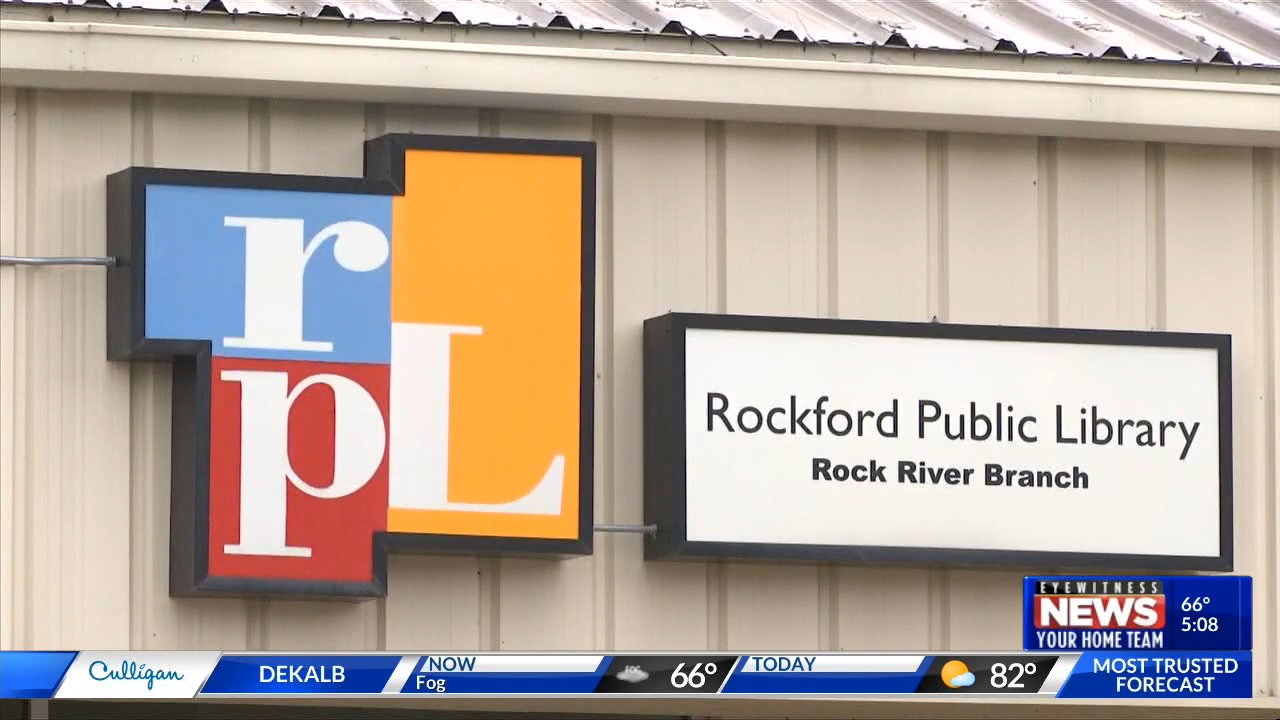 r
p
L
Rockford Public Library
Rock River Branch
EYEWITNESS
NEWS
YOUR HOME TEAM
66°
5:08
Culligan
DEKALB
NOW
Fog
66°
TODAY
82°
MOST TRUSTED
FORECAST